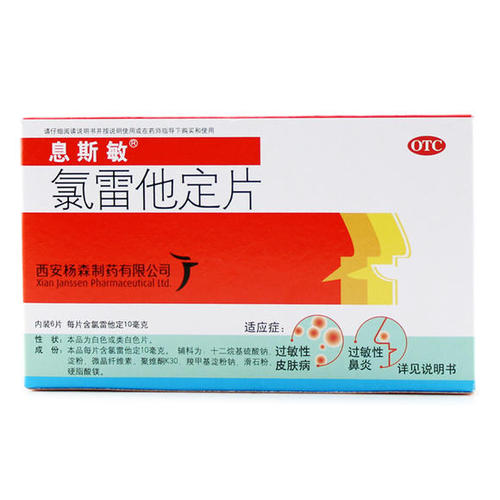 请仔细阅读说明书并按说明使用或在药师指导下购买和使用
OTC
息斯敏®
氯雷他定片
西安杨森制药有限公司
Xian Janssen Pharmaceutical Ltd.
内装6片 每片含氯雷他定10毫克
性 状：本品为白色或类白色片。
成 份：本品每片含氯雷他定10毫克。 辅料为：十二烷基硫酸钠、
淀粉、微晶纤维素、聚维酮K30、羧甲基淀粉钠、滑石粉、
硬脂酸镁。
适应症：
过敏性
皮肤病
过敏性
鼻炎
详见说明书